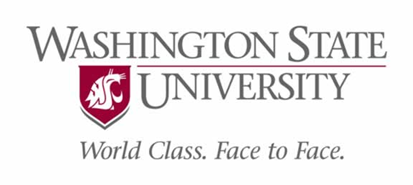 WASHINGTON STATE
UNIVERSITY
World Class. Face to Face.